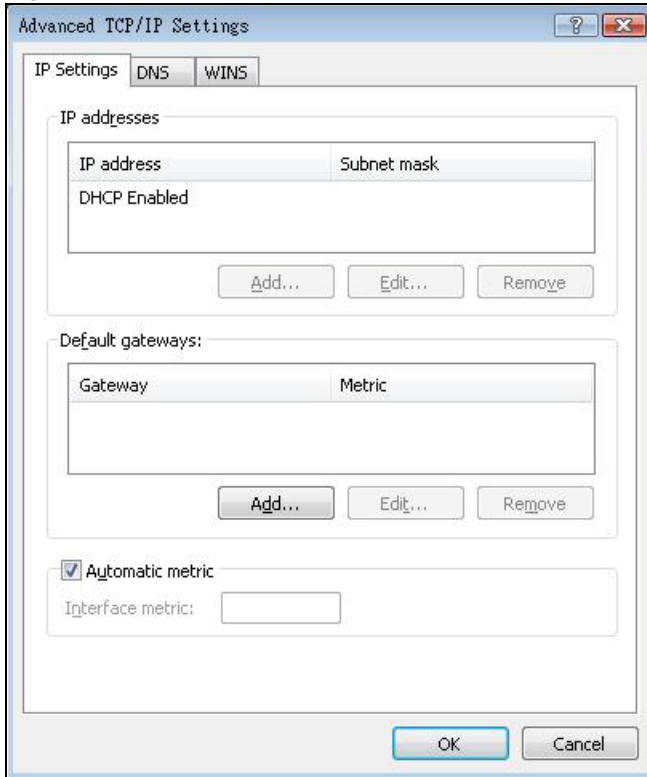 Advanced TCP/IP Settings
IP Settings DNS WINS
IP addresses
IP address Subnet mask
DHCP Enabled
Add... Edit... Remove
Default gateways:
Gateway Metric
Add... Edit... Remove
Automatic metric
Interface metric:
OK Cancel